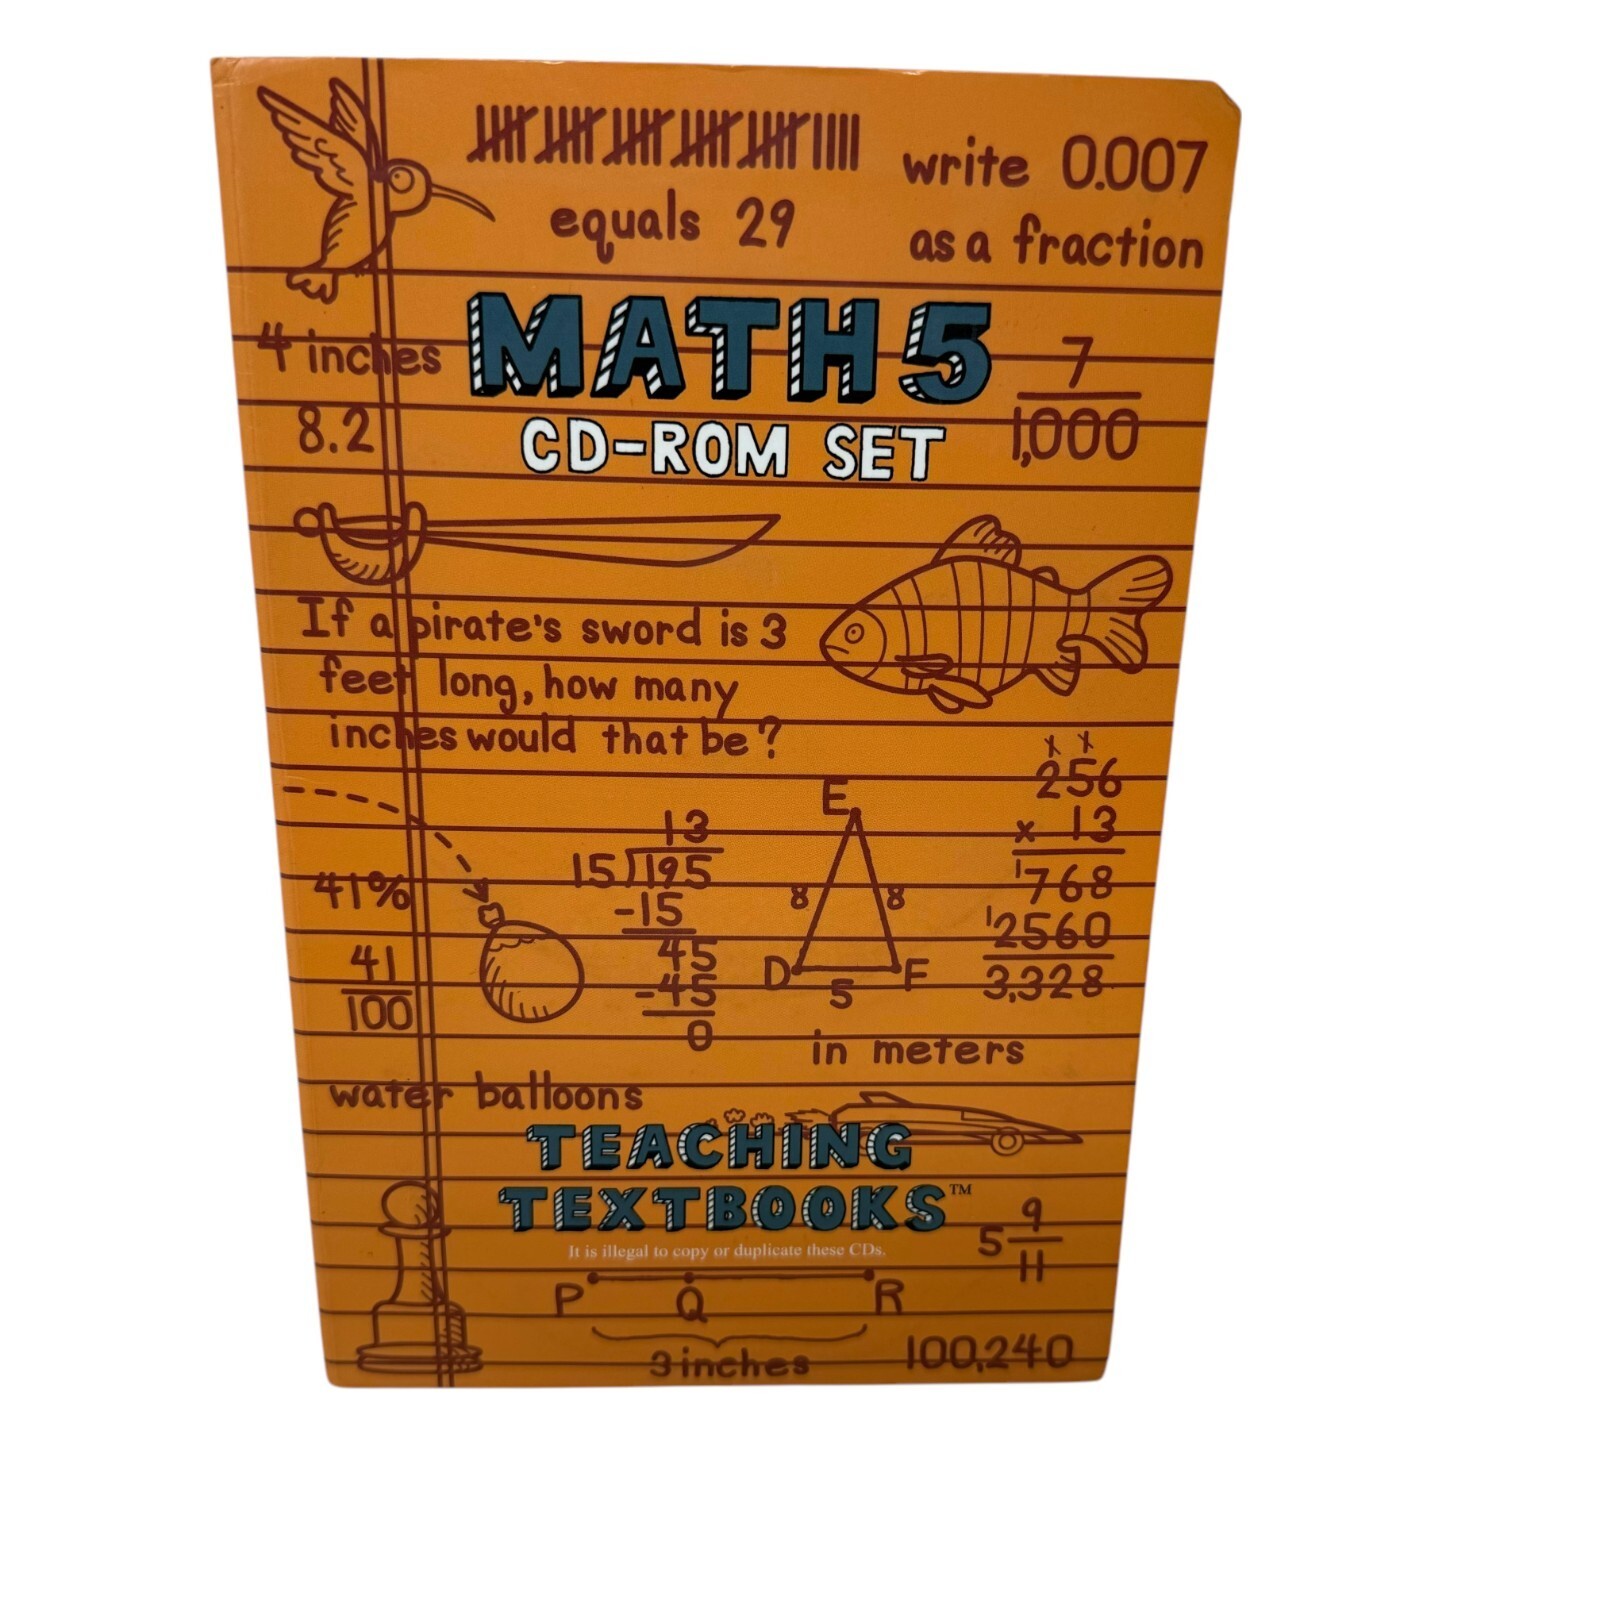 equals 29
write 0.007
as a fraction
MATH 5
CD-ROM SET
4 inches
8.2
7
1,000
If a pirate's sword is 3
feet long, how many
inches would that be?
256
x 13
1768
12560
3,328
13
15)195
-15
45
-45
0
E
8 8
D F
5
in meters
41%
41
100
water balloons
TEACHING
TEXTBOOKS™
It is illegal to copy or duplicate these CDs.
5 9
11
P Q R
3 inches
100,240